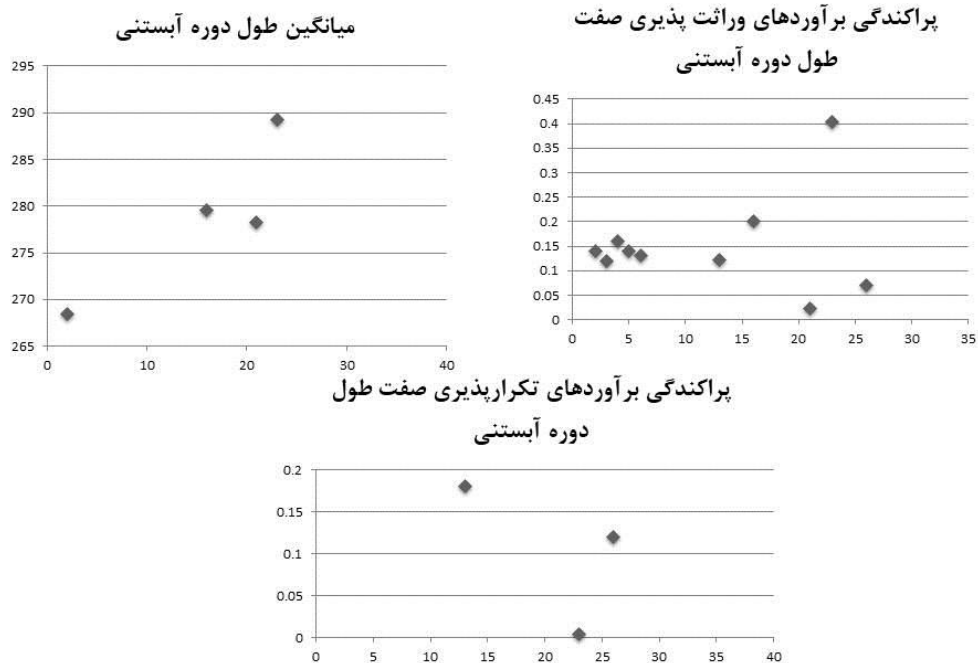 میانگین طول دوره آبستنی
295
290
285
280
275
270
265
0 10 20 30 40
پراکندگی برآوردهای وراثت پذیری صفت
طول دوره آبستنی
0.45
0.4
0.35
0.3
0.25
0.2
0.15
0.1
0.05
0
0 5 10 15 20 25 30 35
پراکندگی برآوردهای تکرارپذیری صفت طول
دوره آبستنی
0.2
0.15
0.1
0.05
0
0 5 10 15 20 25 30 35 40